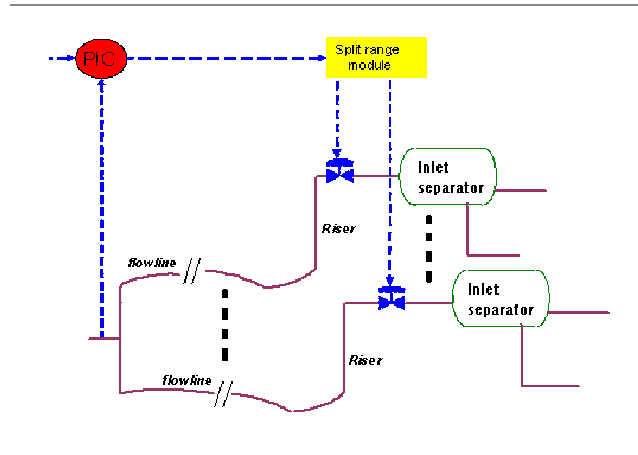 PIC
Split range
module
Inlet
separator
Riser
flowline
Inlet
separator
Riser
flowline